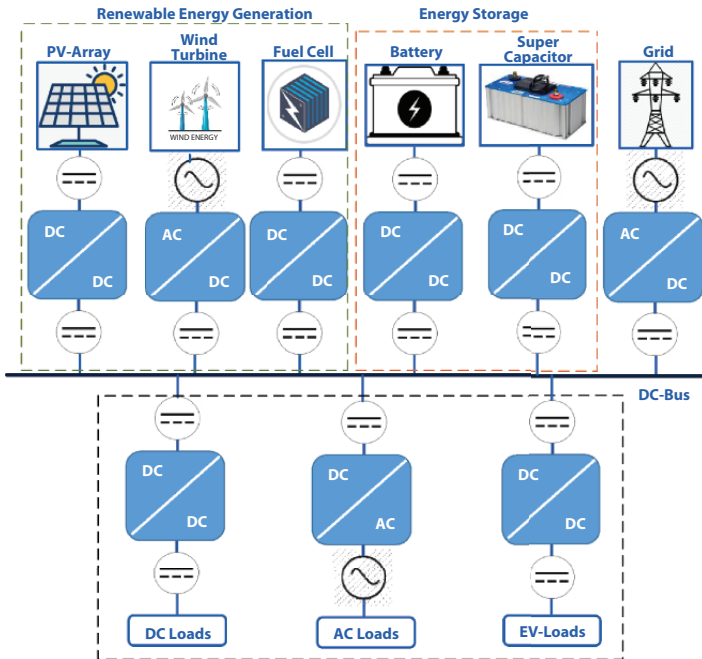 Renewable Energy Generation
Energy Storage
PV-Array
Wind
Turbine
Fuel Cell
Battery
Super
Capacitor
Grid
WIND ENERGY
DC
DC
AC
DC
DC
DC
DC
DC
DC
DC
AC
DC
DC-Bus
DC
DC
DC
AC
DC
DC
DC Loads
AC Loads
EV-Loads